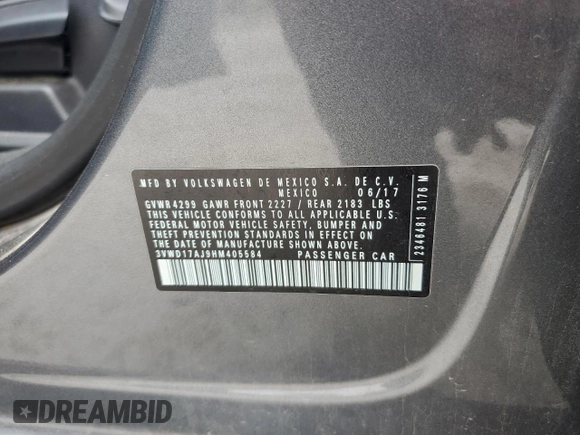 MFD BY VOLKSWAGEN DE MEXICO S.A. DE C.V.
MEXICO 06/17
GVWR 4299 GAWR FRONT 2227 / REAR 2183 LBS
THIS VEHICLE CONFORMS TO ALL APPLICABLE U.S.
FEDERAL MOTOR VEHICLE SAFETY, BUMPER AND
THEFT PREVENTION STANDARDS IN EFFECT ON THE
DATE OF MANUFACTURE SHOWN ABOVE.
3VWD17AJ9HM405584 PASSENGER CAR
2346481 3176 M
DREAMBID